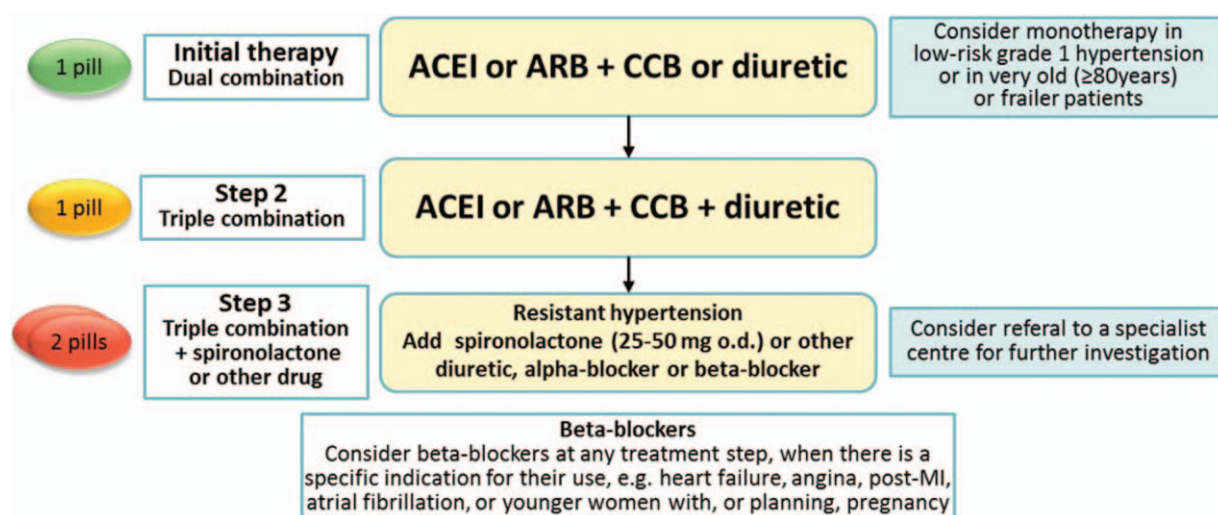 1 pill
Initial therapy
Dual combination
ACEI or ARB + CCB or diuretic
Consider monotherapy in
low-risk grade 1 hypertension
or in very old (≥80years)
or frailer patients
1 pill
Step 2
Triple combination
ACEI or ARB + CCB + diuretic
2 pills
Step 3
Triple combination
+ spironolactone
or other drug
Resistant hypertension
Add spironolactone (25-50 mg o.d.) or other
diuretic, alpha-blocker or beta-blocker
Consider referal to a specialist
centre for further investigation
Beta-blockers
Consider beta-blockers at any treatment step, when there is a
specific indication for their use, e.g. heart failure, angina, post-MI,
atrial fibrillation, or younger women with, or planning, pregnancy